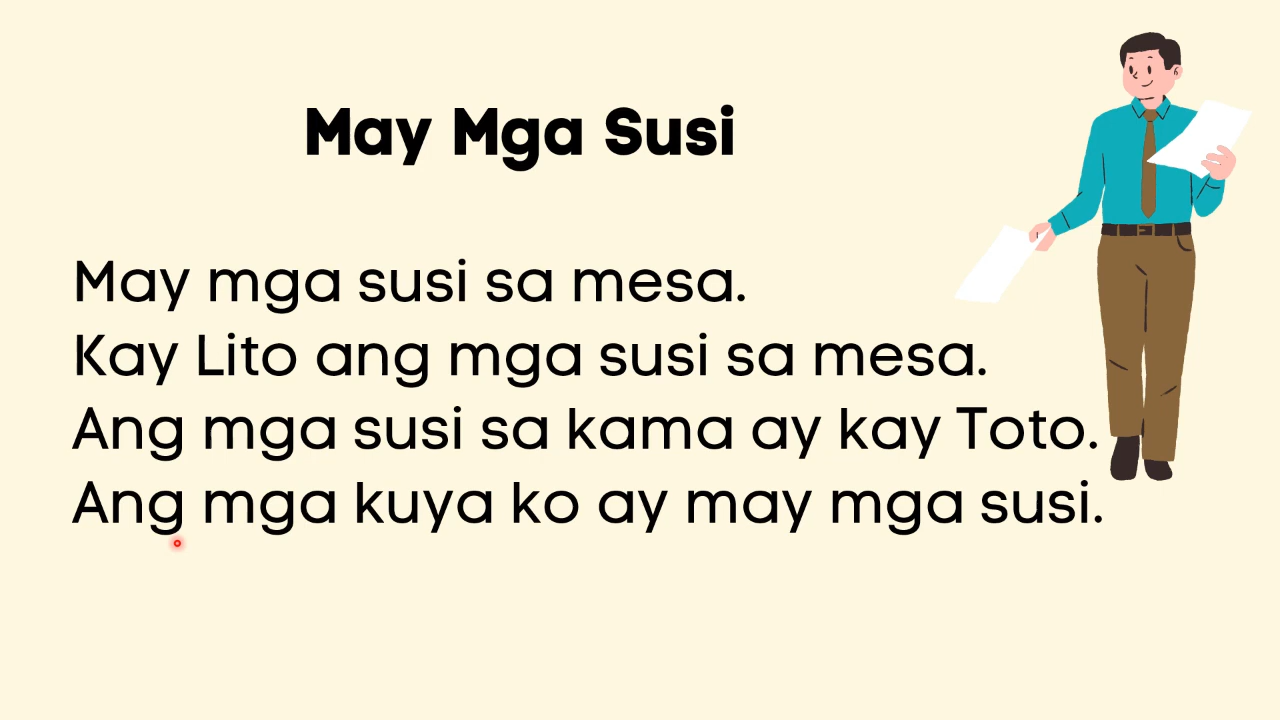 May Mga Susi
May mga susi sa mesa.
Kay Lito ang mga susi sa mesa.
Ang mga susi sa kama ay kay Toto.
Ang mga kuya ko ay may mga susi.